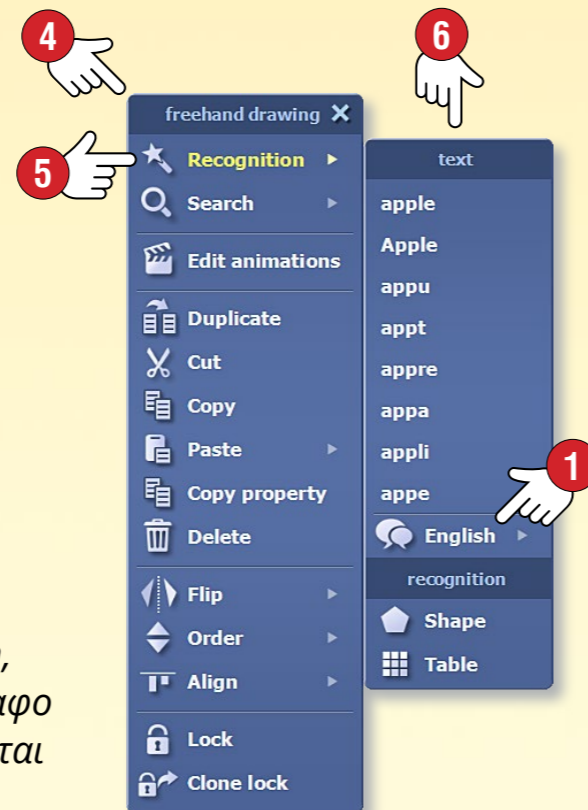 4
6
freehand drawing
5
Recognition
Search
Edit animations
Duplicate
Cut
Copy
Paste
Copy property
Delete
Flip
Order
Align
Lock
Clone lock
text
apple
Apple
appu
appt
appre
appa
appli
appe
1
English
recognition
Shape
Table